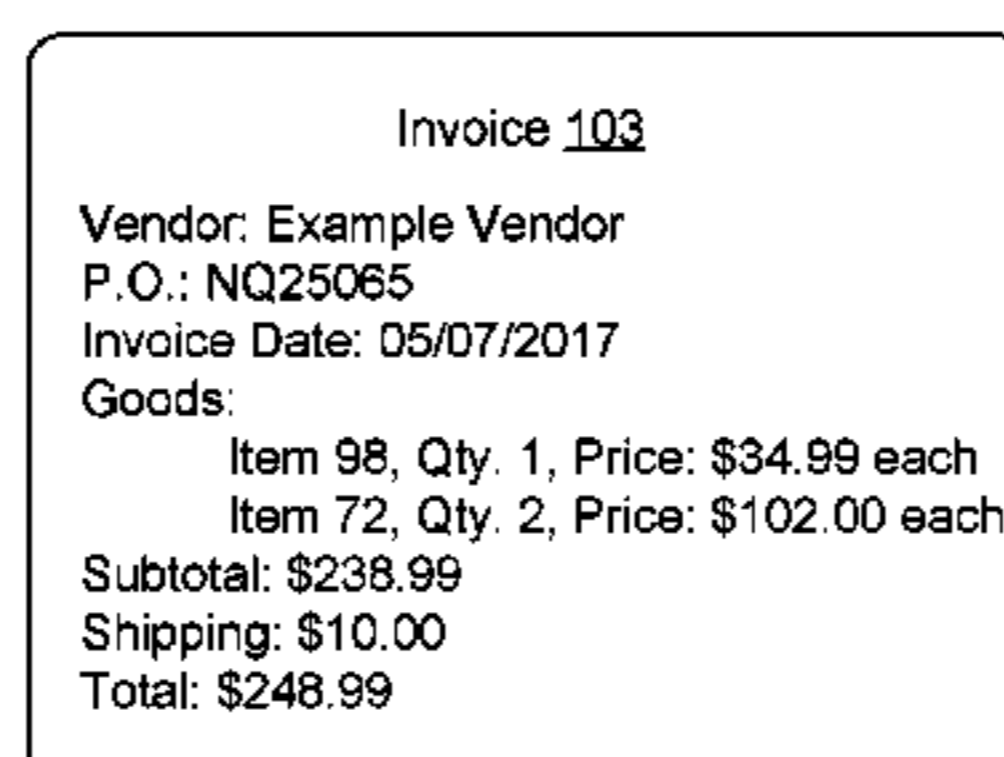 Invoice 103
Vendor: Example Vendor
P.O.: NQ25065
Invoice Date: 05/07/2017
Goods:
Item 98, Qty. 1, Price: $34.99 each
Item 72, Qty. 2, Price: $102.00 each
Subtotal: $238.99
Shipping: $10.00
Total: $248.99